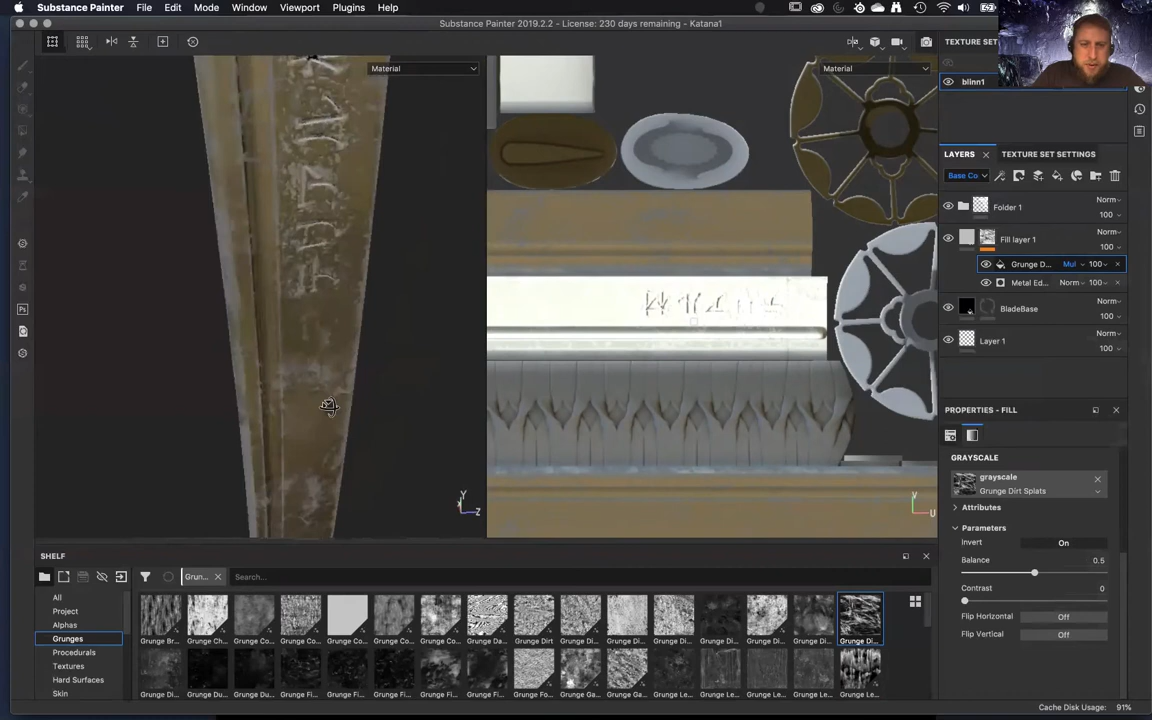 Substance Painter File Edit Mode Window Viewport Plugins Help
Substance Painter 2019.2.2 - License: 230 days remaining - Katana1
Material
Material
TEXTURE SET
blinn1
LAYERS TEXTURE SET SETTINGS
Base Co
Norm
Folder 1 100
Norm
Fill layer 1 100
Grunge D... Mul 100
Metal Ed... Norm 100
Norm
BladeBase 100
Norm
Layer 1 100
PROPERTIES - FILL
GRAYSCALE
grayscale
Grunge Dirt Splats
Attributes
Parameters
Invert On
Balance 0.5
Contrast 0
Flip Horizontal Off
Flip Vertical Off
Y
Z
V
U
SHELF
Grun... Search...
All
Project
Alphas
Grunges
Procedurals
Textures
Hard Surfaces
Skin
Grunge Br... Grunge Ch... Grunge Co... Grunge Co... Grunge Co... Grunge Co... Grunge Co... Grunge Da... Grunge Dirt Grunge Di... Grunge Di... Grunge Di... Grunge Di... Grunge Di... Grunge Di... Grunge Di...
Grunge Di... Grunge Du... Grunge Du... Grunge Fi... Grunge Fi... Grunge Fi... Grunge Fi... Grunge Fi... Grunge Fo... Grunge Ga... Grunge Ga... Grunge Le... Grunge Le... Grunge Le... Grunge Le... Grunge Le...
Cache Disk Usage: 91%